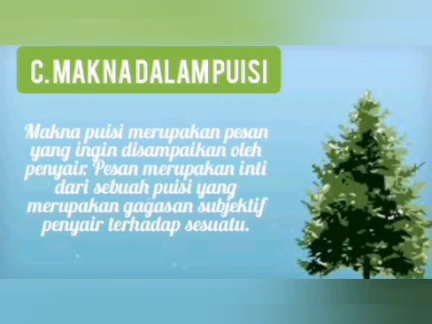 C. MAKNA DALAM PUISI
Makna puisi merupakan pesan
yang ingin disampaikan oleh
penyair. Pesan merupakan inti
dari sebuah puisi yang
merupakan gagasan subjektif
penyair terhadap sesuatu.